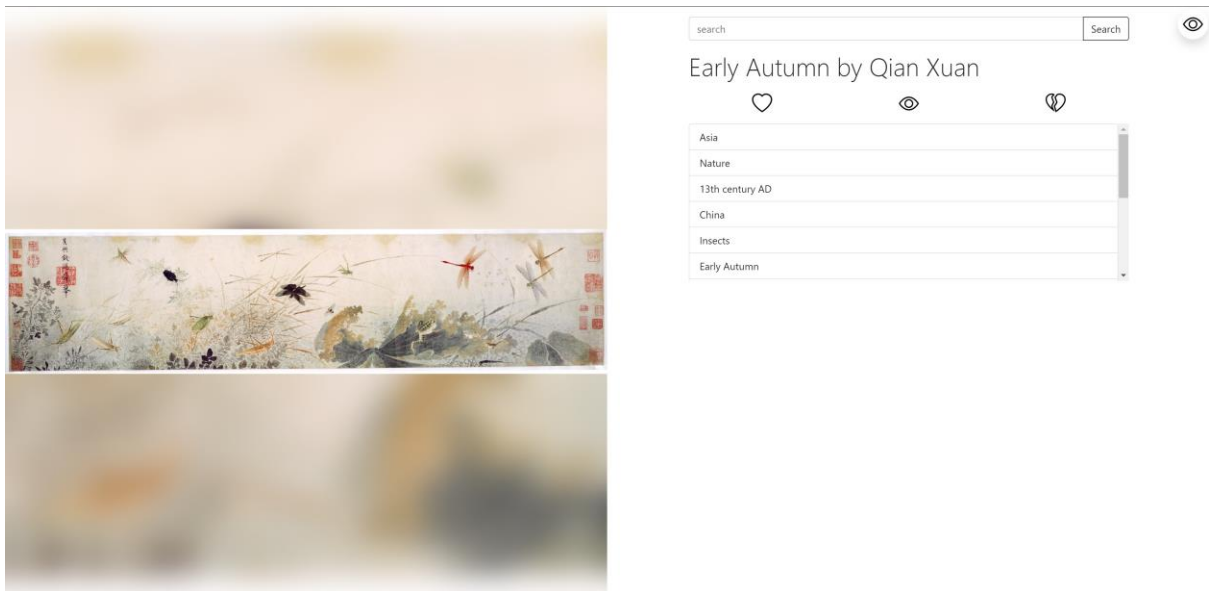 search
Search
Early Autumn by Qian Xuan
Asia
Nature
13th century AD
China
Insects
Early Autumn